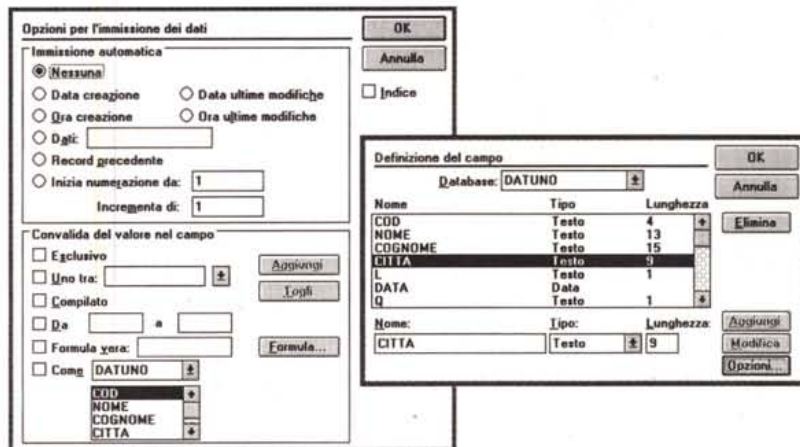 Opzioni per l'immissione dei dati
OK
Annulla
Indice
Immissione automatica
Nessuna
Data creazione
Data ultime modifiche
Ora creazione
Ora ultime modifiche
Dati:
Record precedente
Inizia numerazione da: 1
Incrementa di: 1
Convalida del valore nel campo
Esclusivo
Uno tra:
Aggiungi
Togli
Compilato
Da a
Formula vera:
Formula...
Come DATUNO
COD
NOME
COGNOME
CITTA
Definizione del campo
OK
Annulla
Database: DATUNO
Nome Tipo Lunghezza
COD Testo 4
NOME Testo 13
COGNOME Testo 15
CITTA Testo 9
L Testo 1
DATA Data
Q Testo 1
Elimina
Nome: Tipo: Lunghezza:
CITTA Testo 9
Aggiungi
Modifica
Opzioni...